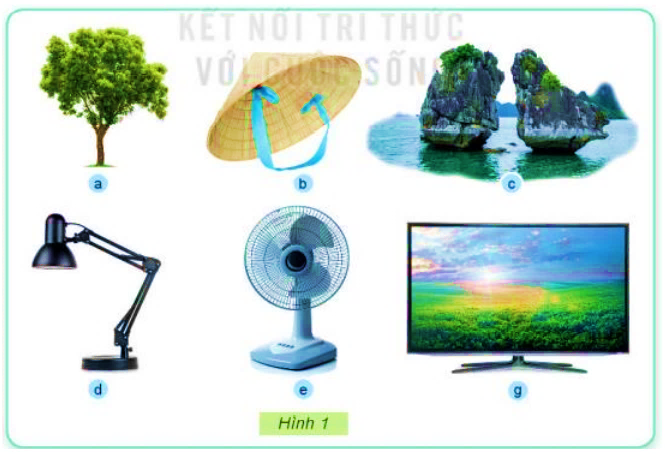 KẾT NỐI TRI THỨC
VỚI CUỘC SỐNG
a
b
c
d
e
g
Hình 1